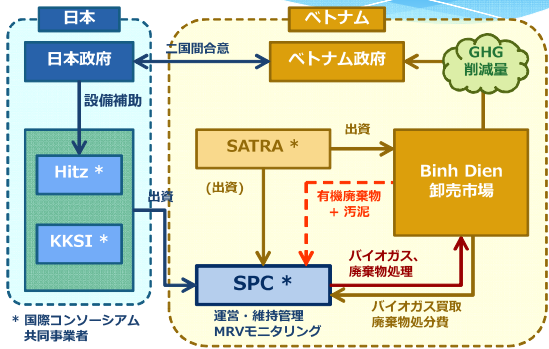 日本
ベトナム
日本政府
二国間合意
ベトナム政府
GHG
削減量
設備補助
SATRA *
出資
Hitz *
出資
(出資)
有機廃棄物
+ 汚泥
Binh Dien
卸売市場
KKSI *
SPC *
バイオガス、
廃棄物処理
* 国際コンソーシアム
共同事業者
運営・維持管理
MRVモニタリング
バイオガス買取
廃棄物処分費